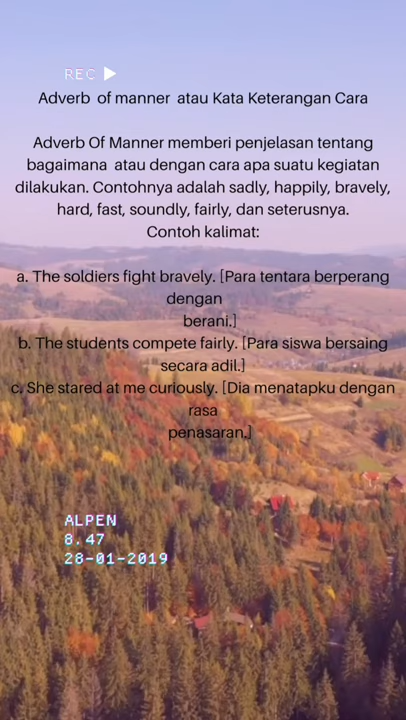 REC ▶
Adverb of manner atau Kata Keterangan Cara
Adverb Of Manner memberi penjelasan tentang
bagaimana atau dengan cara apa suatu kegiatan
dilakukan. Contohnya adalah sadly, happily, bravely,
hard, fast, soundly, fairly, dan seterusnya.
Contoh kalimat:
a. The soldiers fight bravely. [Para tentara berperang
dengan
berani.]
b. The students compete fairly. [Para siswa bersaing
secara adil.]
c. She stared at me curiously. [Dia menatapku dengan
rasa
penasaran.]
ALPEN
8.47
28-01-2019